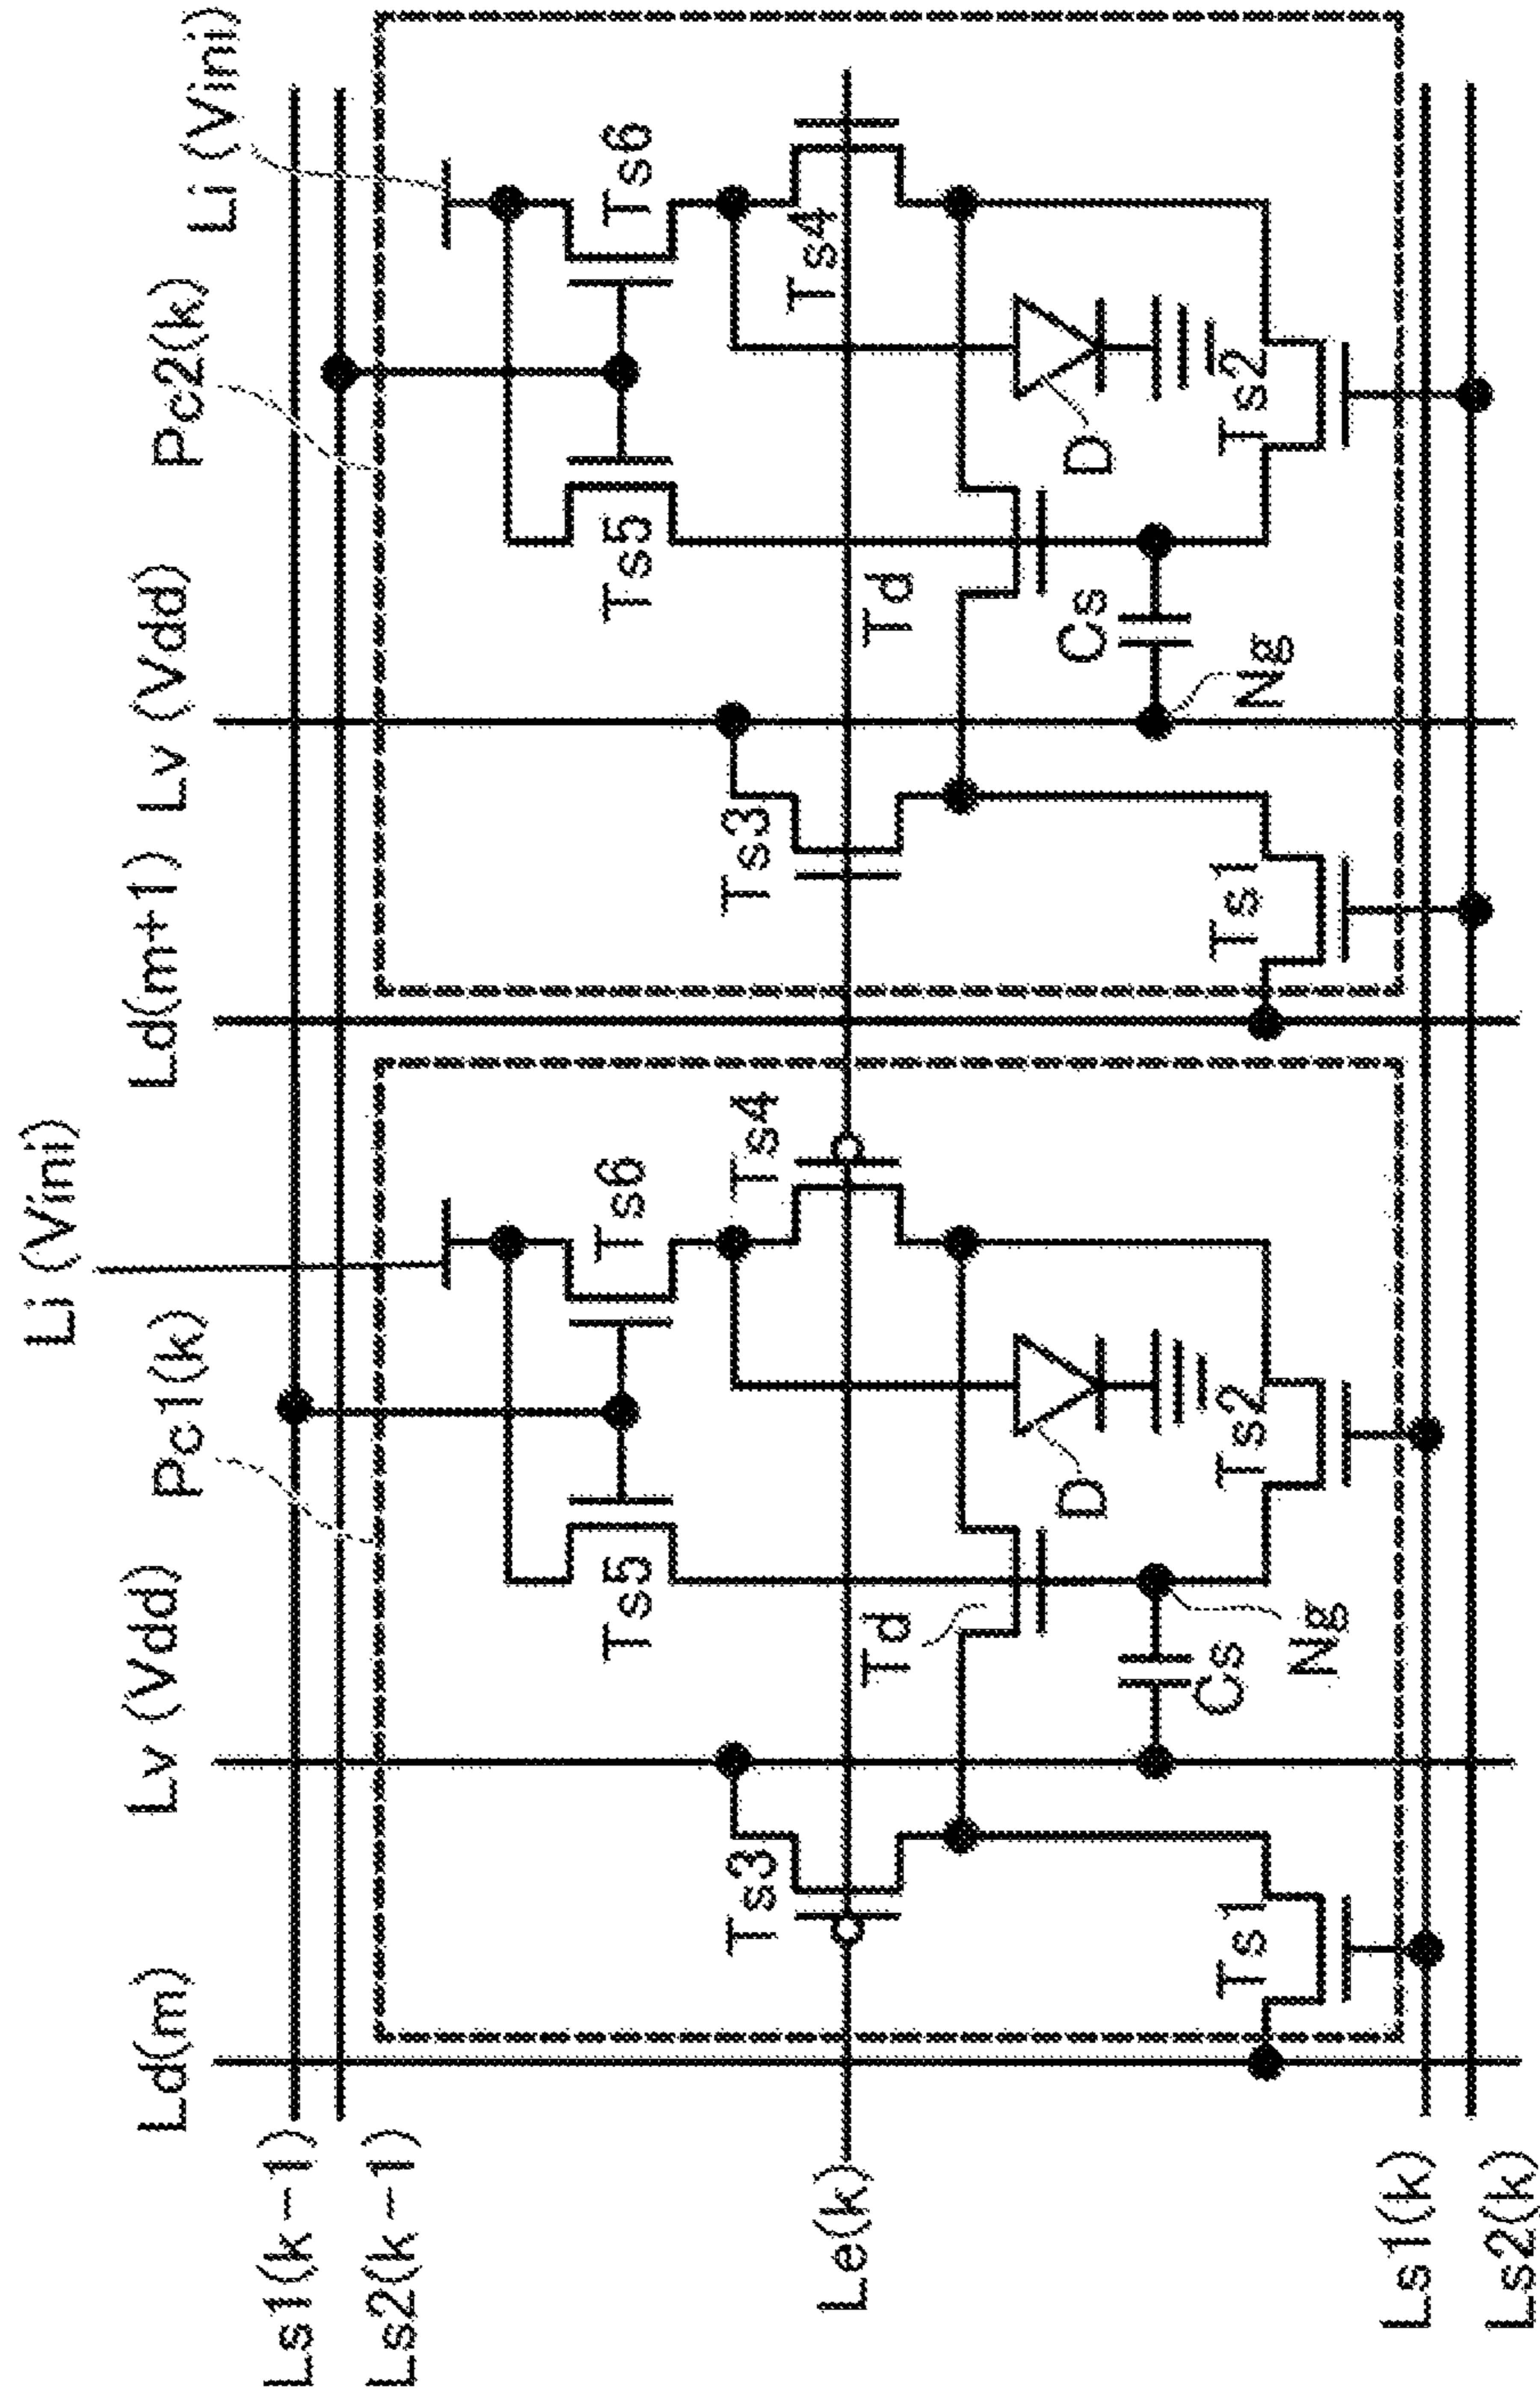 Li (Vini)
Ld(m)
Lv (Vdd)
Pc1(k)
Ld(m+1)
Lv (Vdd)
Pc2(k)
Li (Vini)
Ls1(k-1)
Ls2(k-1)
Ts5
Ts6
Ts5
Ts6
Ts3
Ts4
Ts3
Ts4
Le(k)
Td
Td
D
Cs
D
Cs
Ng
Ng
Ts1
Ts2
Ts1
Ts2
Ls1(k)
Ls2(k)